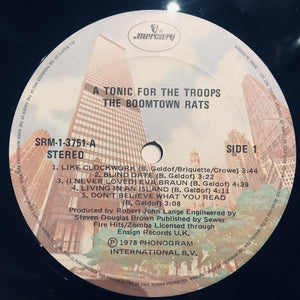 mercury
A TONIC FOR THE TROOPS
THE BOOMTOWN RATS
SRM-1-3751-A
STEREO
SIDE 1
1. LIKE CLOCKWORK (B. Geldof/Briquette/Crowe) 3:44
2. BLIND DATE (B. Geldof) 3:22
3. (I NEVER LOVED) EVA BRAUN (B. Geldof) 4:39
4. LIVING IN AN ISLAND (B. Geldof) 4:11
5. DON'T BELIEVE WHAT YOU READ
(B. Geldof) 3:08
Produced by Robert John Lange Engineered by
Steven Douglas Brown Published by Sewer
Fire Hits/Zomba Licensed through
Ensign Records U.K.
Ⓟ 1978 PHONOGRAM
INTERNATIONAL B.V.